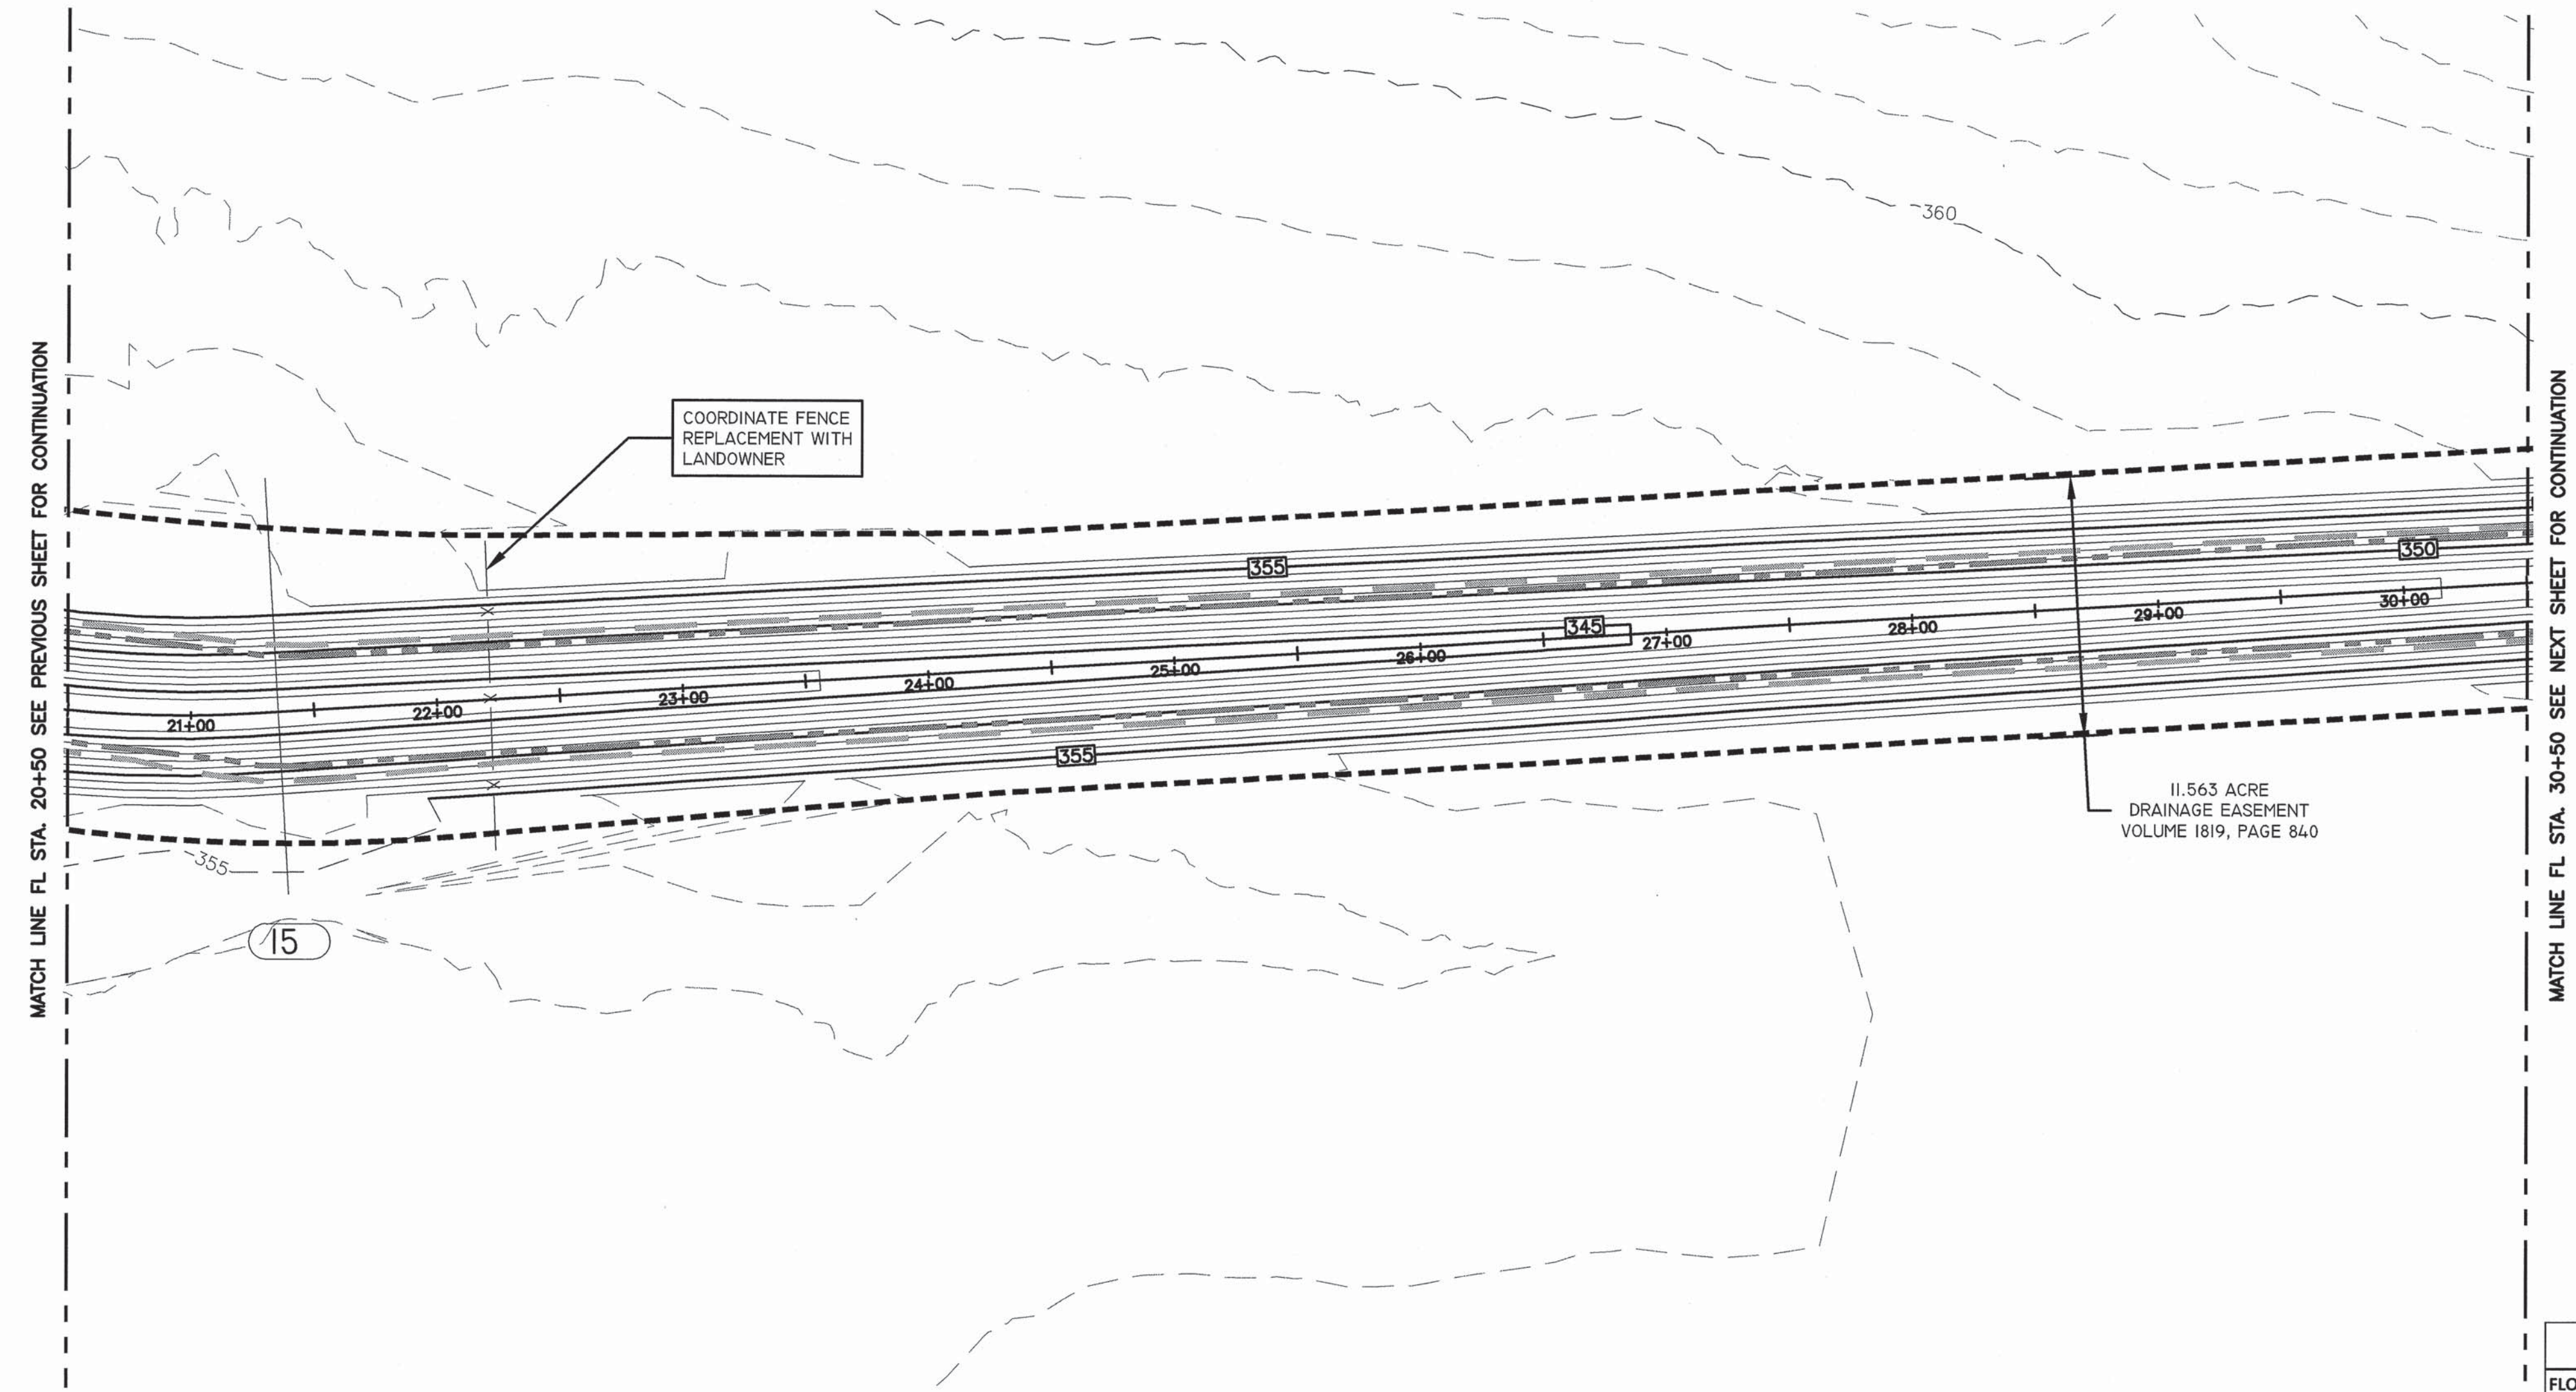 MATCH LINE FL STA. 20+50 SEE PREVIOUS SHEET FOR CONTINUATION
360
COORDINATE FENCE
REPLACEMENT WITH
LANDOWNER
355
350
345
21+00
22+00
23+00
24+00
25+00
26+00
27+00
28+00
29+00
30+00
355
355
15
11.563 ACRE
DRAINAGE EASEMENT
VOLUME 1819, PAGE 840
MATCH LINE FL STA. 30+50 SEE NEXT SHEET FOR CONTINUATION